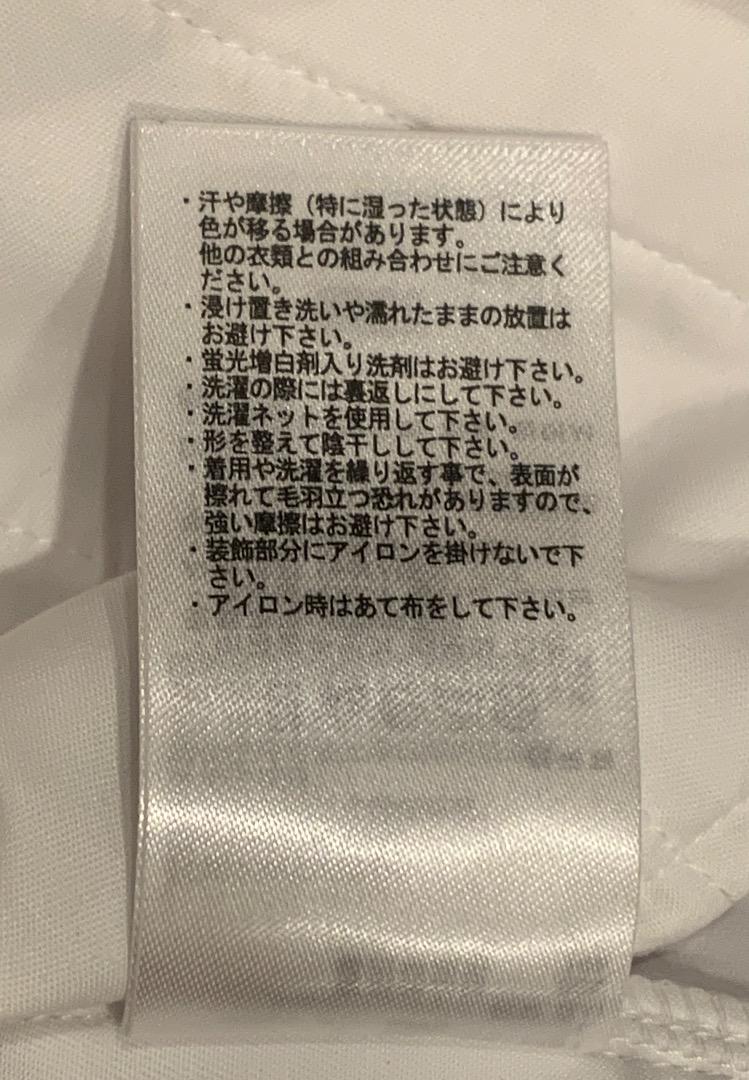 ・汗や摩擦（特に湿った状態）により
色が移る場合があります。
他の衣類との組み合わせにご注意く
ださい。
・浸け置き洗いや濡れたままの放置は
お避け下さい。
・蛍光増白剤入り洗剤はお避け下さい。
・洗濯の際には裏返しにして下さい。
・洗濯ネットを使用して下さい。
・形を整えて陰干しして下さい。
・着用や洗濯を繰り返す事で、表面が
擦れて毛羽立つ恐れがありますので、
強い摩擦はお避け下さい。
・装飾部分にアイロンを掛けないで下
さい。
・アイロン時はあて布をして下さい。